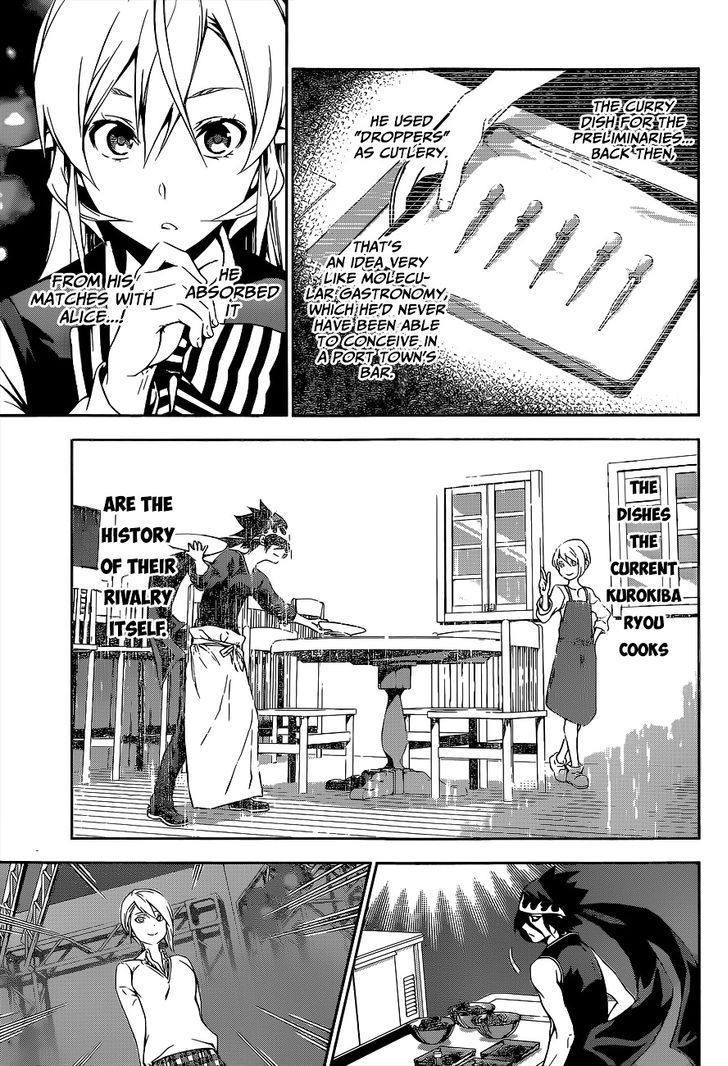 THE CURRY
DISH FOR THE
PRELIMINARIES...
BACK THEN,
HE USED
"DROPPERS"
AS CUTLERY.
THAT'S
AN IDEA VERY
LIKE MOLECU-
LAR GASTRONOMY,
WHICH HE'D NEVER
HAVE BEEN ABLE
TO CONCEIVE IN
A PORT TOWN'S
BAR.
HE
ABSORBED
IT
FROM HIS
MATCHES WITH
ALICE...!
THE
DISHES
THE
CURRENT
KUROKIBA
RYOU
COOKS
ARE THE
HISTORY
OF THEIR
RIVALRY
ITSELF.